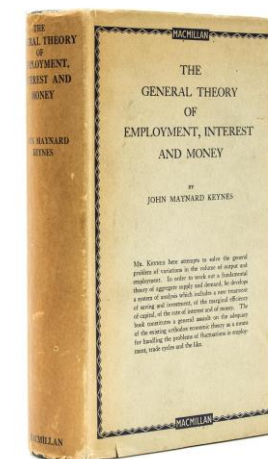 THE
GENERAL THEORY
OF
EMPLOYMENT,
INTEREST AND
MONEY
JOHN MAYNARD
KEYNES
MACMILLAN
MACMILLAN
THE
GENERAL THEORY
OF
EMPLOYMENT, INTEREST
AND MONEY
BY
JOHN MAYNARD KEYNES
MR. KEYNES here attempts to solve the general
problem of variations in the volume of output and
employment. In order to work out a fundamental
theory of aggregate supply and demand, he develops
a system of analysis which includes a new treatment
of saving and investment, of the marginal efficiency
of capital, the rate of interest and of money. The
book constitutes a general assault on the adequacy
of the existing orthodox economic theory as a means
for handling the problems of fluctuations in employ-
ment, trade cycles and the like.
MACMILLAN